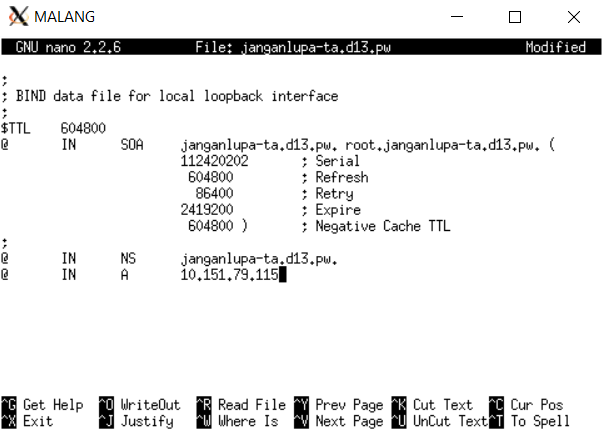 MALANG
GNU nano 2.2.6 File: janganlupa-ta.d13.pw Modified
;
; BIND data file for local loopback interface
;
$TTL 604800
@ IN SOA janganlupa-ta.d13.pw. root.janganlupa-ta.d13.pw. (
112420202 ; Serial
604800 ; Refresh
86400 ; Retry
2419200 ; Expire
604800 ) ; Negative Cache TTL
;
@ IN NS janganlupa-ta.d13.pw.
@ IN A 10.151.79.115
^G Get Help ^O WriteOut ^R Read File ^Y Prev Page ^K Cut Text ^C Cur Pos
^X Exit ^J Justify ^W Where Is ^V Next Page ^U UnCut Text ^T To Spell